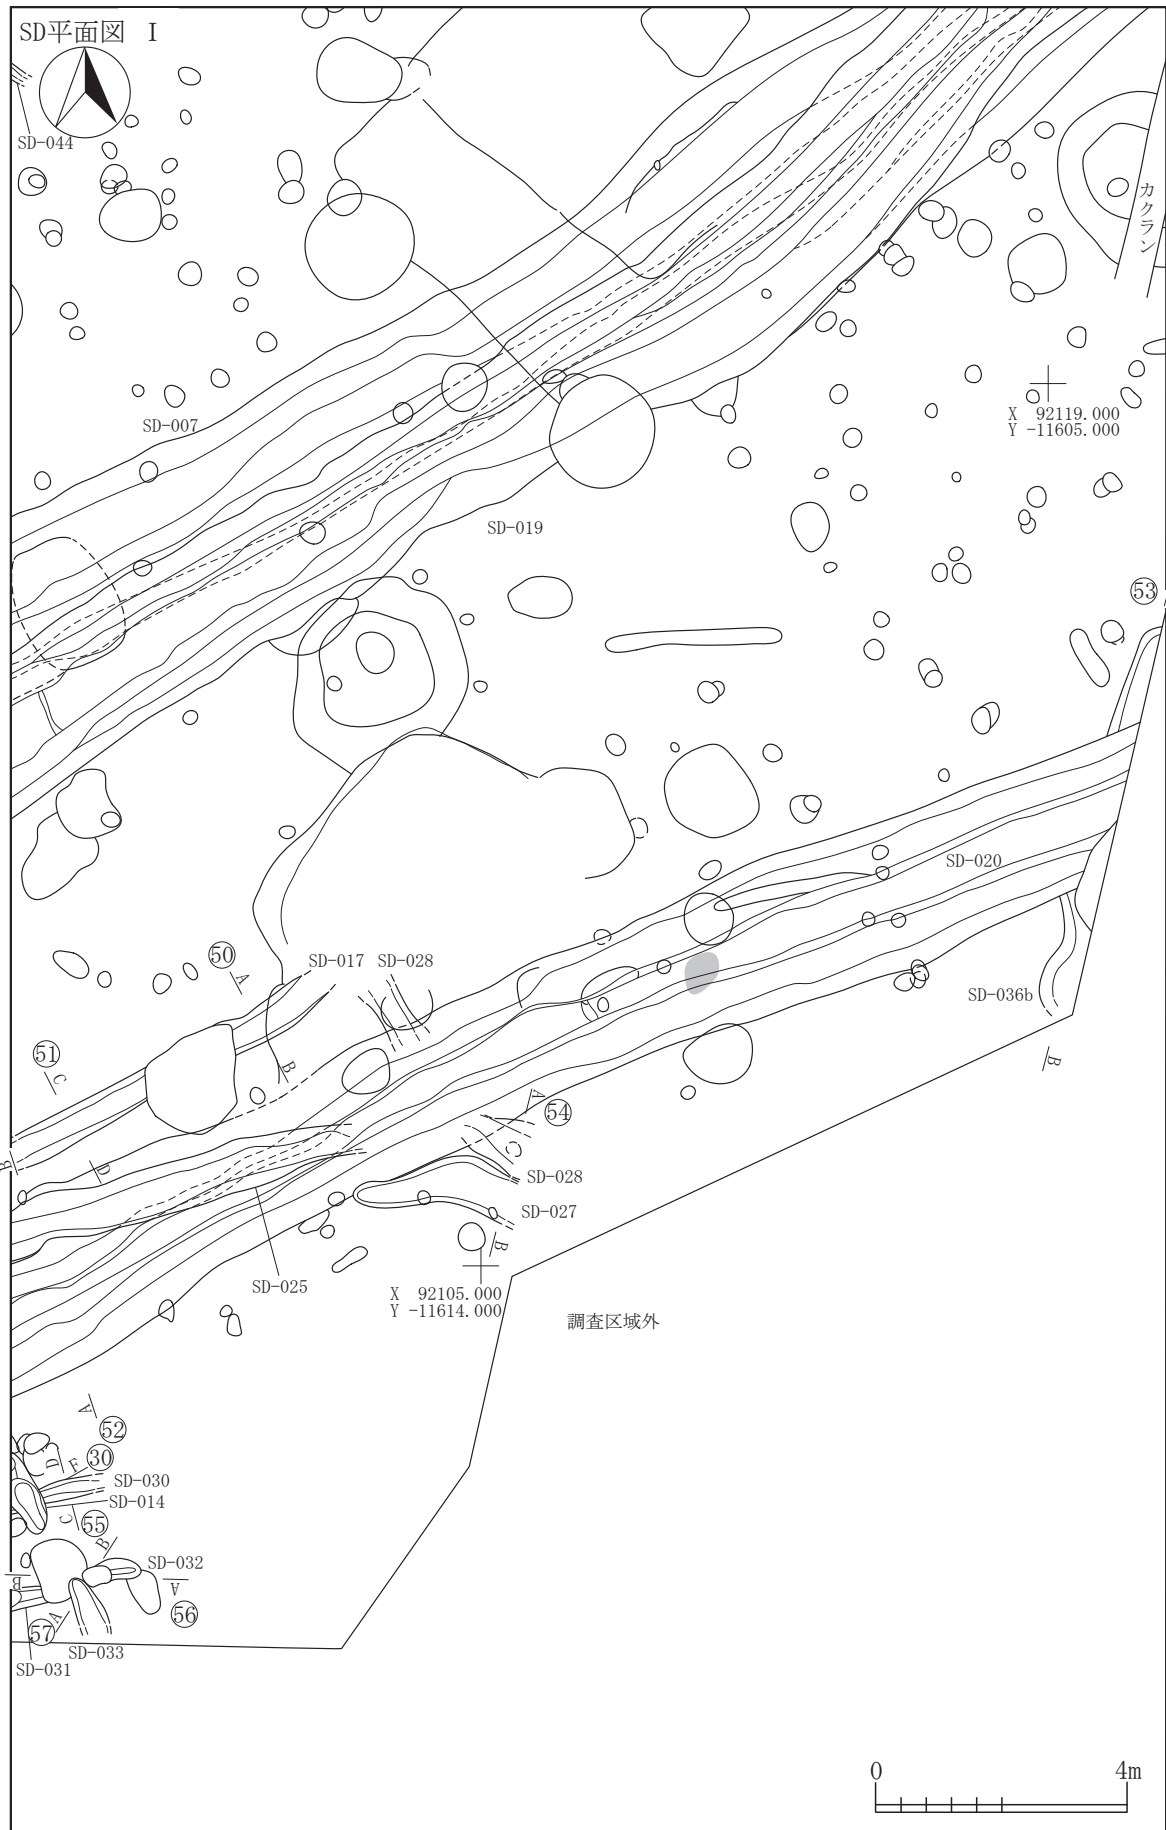 SD平面図 Ⅰ
SD-044
カクラン
X 92119.000
Y -11605.000
SD-007
SD-019
53
SD-020
50
A
SD-017
SD-028
SD-036b
51
C
B
B
A
54
B
D
C
SD-028
SD-027
B
SD-025
X 92105.000
Y -11614.000
調査区域外
A
52
D
F
30
SD-030
SD-014
C
55
B
SD-032
B
A
56
A
57
SD-033
SD-031
0
4m